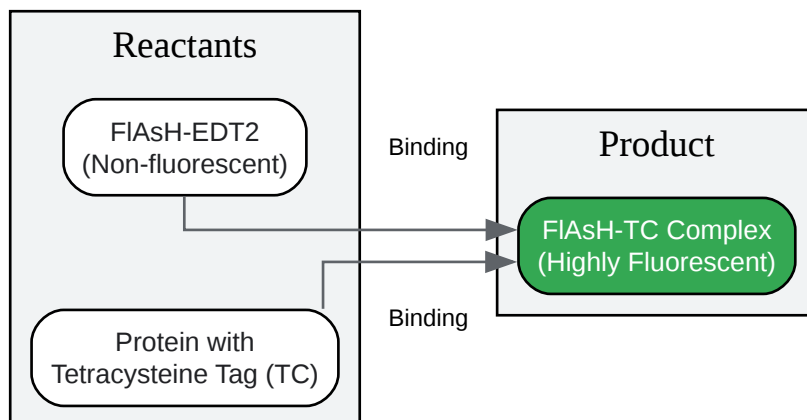 Reactants
FlAsH-EDT2
(Non-fluorescent)
Protein with
Tetracysteine Tag (TC)
Binding
Binding
Product
FlAsH-TC Complex
(Highly Fluorescent)